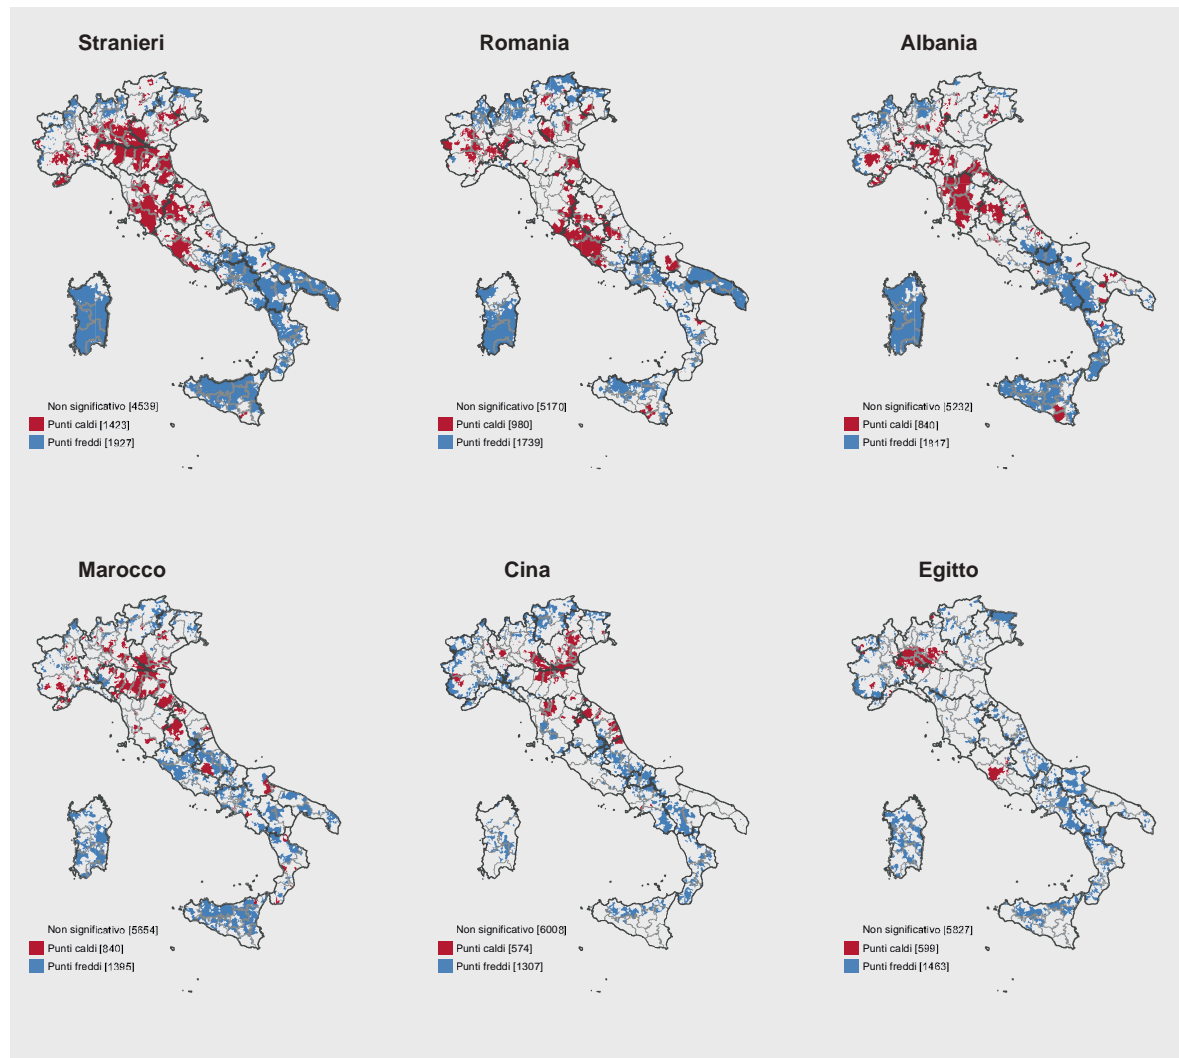 Stranieri
Romania
Albania
Non significativo [4539]
Punti caldi [1423]
Punti freddi [1927]
Non significativo [5170]
Punti caldi [980]
Punti freddi [1739]
Non significativo [5232]
Punti caldi [840]
Punti freddi [1817]
Marocco
Cina
Egitto
Non significativo [5654]
Punti caldi [840]
Punti freddi [1395]
Non significativo [6008]
Punti caldi [574]
Punti freddi [1307]
Non significativo [5827]
Punti caldi [599]
Punti freddi [1463]